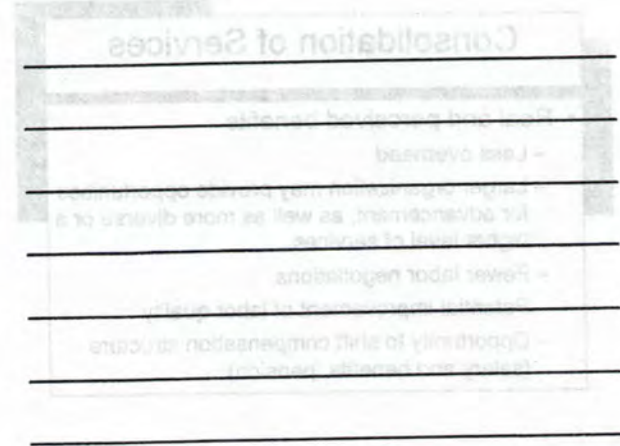 Consolidation of Services
Real and perceived benefits
– Less overhead
– Larger organization may provide opportunities
for advancement, as well as more diverse or a
higher level of services
– Fewer labor negotiations
Potential improvement of labor quality
– Opportunity to shift compensation structure
(salary and benefits, pension)